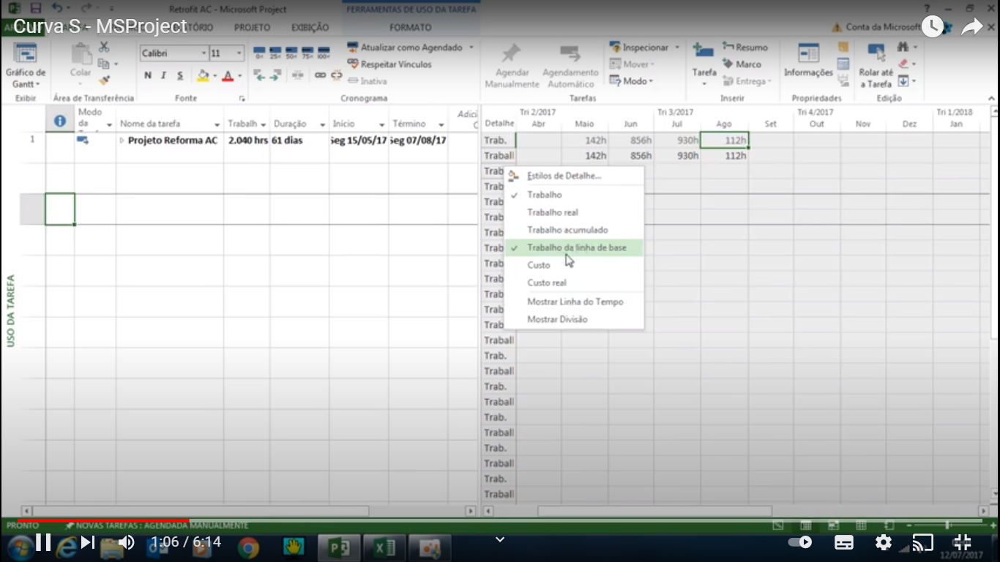 Retrofit AC - Microsoft Project
FERRAMENTAS DE USO DA TAREFA
Curva S - MSProject
PROJETO
EXIBIÇÃO
FORMATO
Conta da Microsoft
Gráfico de
Gantt
Colar
Calibri
11
N I S
Atualizar como Agendado
Respeitar Vínculos
Inativa
Agendar
Manualmente
Agendamento
Automático
Inspecionar
Mover
Modo
Tarefa
Resumo
Marco
Entrega
Informações
Rolar até
a Tarefa
Exibir
Área de Transferência
Fonte
Cronograma
Tarefas
Inserir
Propriedades
Edição
Modo
da
Nome da tarefa
Trabalh
Duração
Início
Término
Adici
Detalhe
Tri 2/2017
Tri 3/2017
Tri 4/2017
Tri 1/2018
Abr Maio Jun Jul Ago Set Out Nov Dez Jan
1 Projeto Reforma AC 2.040 hrs 61 dias Seg 15/05/17 Seg 07/08/17
Trab. 142h 856h 930h 112h
Traball 142h 856h 930h 112h
Trab
Trab
Trab
Trab
Trab
Trab
Trab
Trab
Trab
Trab
Trab
Estilos de Detalhe...
Trabalho
Trabalho real
Trabalho acumulado
Trabalho da linha de base
Custo
Custo real
Mostrar Linha do Tempo
Mostrar Divisão
Traball
Trab.
Traball
Trab.
Traball
Trab.
Traball
Trab.
Traball
Trab.
Traball
USO DA TAREFA
PRONTO
NOVAS TAREFAS : AGENDADA MANUALMENTE
1:06 / 6:14
12/07/2017